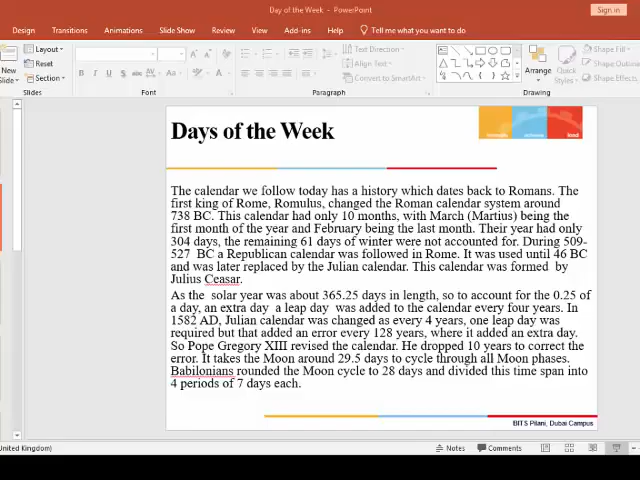 Day of the Week - PowerPoint
Sign in
Design Transitions Animations Slide Show Review View Add-ins Help Tell me what you want to do
Layout
Reset
New
Slide
Section
Slides
B I U S abc
Aa A
Font
Text Direction
Align Text
Convert to SmartArt
Paragraph
Arrange
Quick
Styles
Shape Fill
Shape Outline
Shape Effects
Drawing
Days of the Week
innovate achieve lead
The calendar we follow today has a history which dates back to Romans. The
first king of Rome, Romulus, changed the Roman calendar system around
738 BC. This calendar had only 10 months, with March (Martius) being the
first month of the year and February being the last month. Their year had only
304 days, the remaining 61 days of winter were not accounted for. During 509-
527 BC a Republican calendar was followed in Rome. It was used until 46 BC
and was later replaced by the Julian calendar. This calendar was formed by
Julius Ceasar.
As the solar year was about 365.25 days in length, so to account for the 0.25 of
a day, an extra day a leap day was added to the calendar every four years. In
1582 AD, Julian calendar was changed as every 4 years, one leap day was
required but that added an error every 128 years, where it added an extra day.
So Pope Gregory XIII revised the calendar. He dropped 10 years to correct the
error. It takes the Moon around 29.5 days to cycle through all Moon phases.
Babilonians rounded the Moon cycle to 28 days and divided this time span into
4 periods of 7 days each.
BITS Pilani, Dubai Campus
United Kingdom)
Notes
Comments